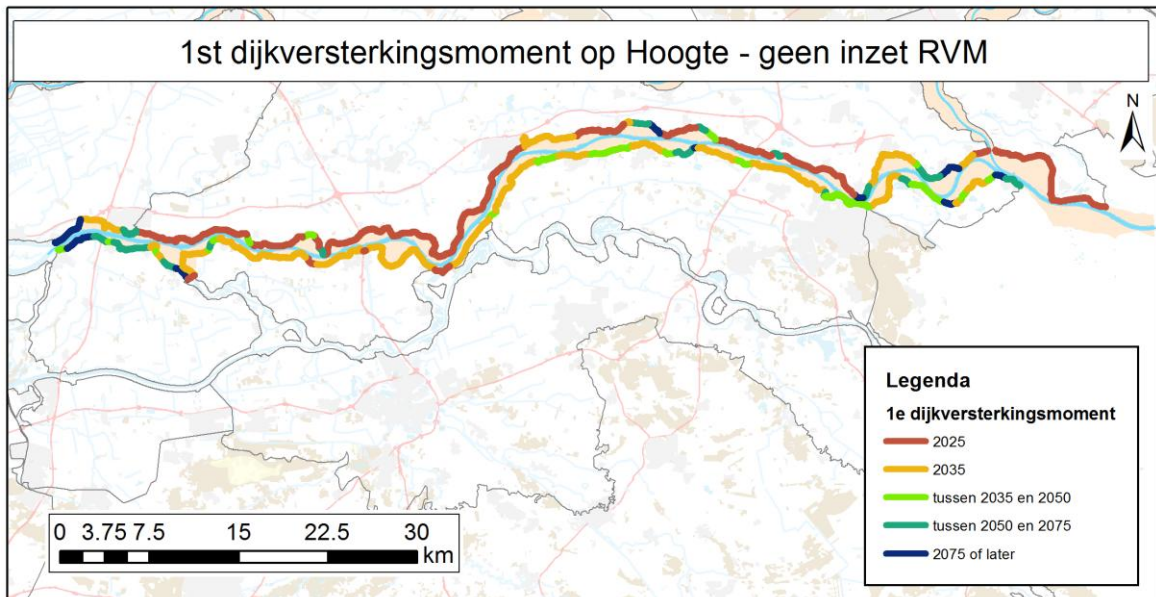 1st dijkversterkingsmoment op Hoogte - geen inzet RVM
N
Legenda
1e dijkversterkingsmoment
2025
2035
tussen 2035 en 2050
tussen 2050 en 2075
2075 of later
0 3.75 7.5 15 22.5 30
km